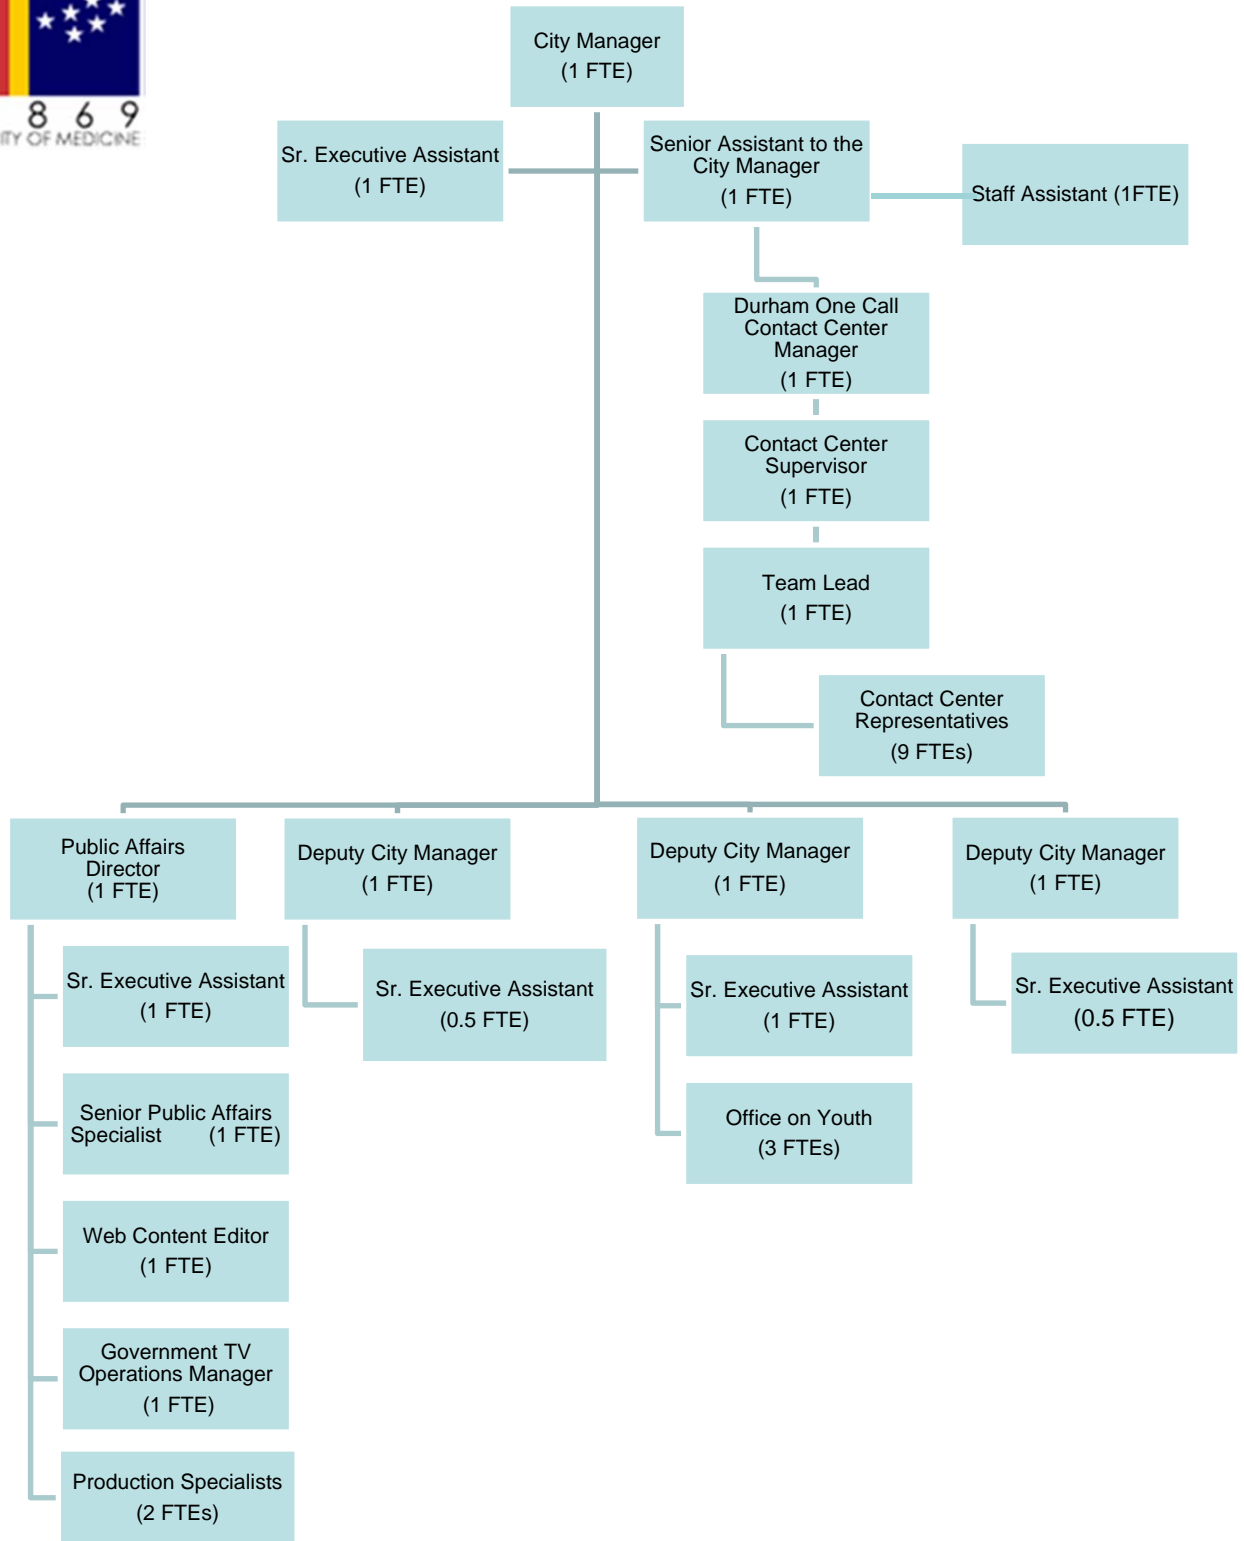 8 6 9
ITY OF MEDICINE
City Manager
(1 FTE)
Sr. Executive Assistant
(1 FTE)
Senior Assistant to the
City Manager
(1 FTE)
Staff Assistant (1FTE)
Durham One Call
Contact Center
Manager
(1 FTE)
Contact Center
Supervisor
(1 FTE)
Team Lead
(1 FTE)
Contact Center
Representatives
(9 FTEs)
Public Affairs
Director
(1 FTE)
Deputy City Manager
(1 FTE)
Deputy City Manager
(1 FTE)
Deputy City Manager
(1 FTE)
Sr. Executive Assistant
(1 FTE)
Sr. Executive Assistant
(0.5 FTE)
Sr. Executive Assistant
(1 FTE)
Sr. Executive Assistant
(0.5 FTE)
Senior Public Affairs
Specialist (1 FTE)
Office on Youth
(3 FTEs)
Web Content Editor
(1 FTE)
Government TV
Operations Manager
(1 FTE)
Production Specialists
(2 FTEs)